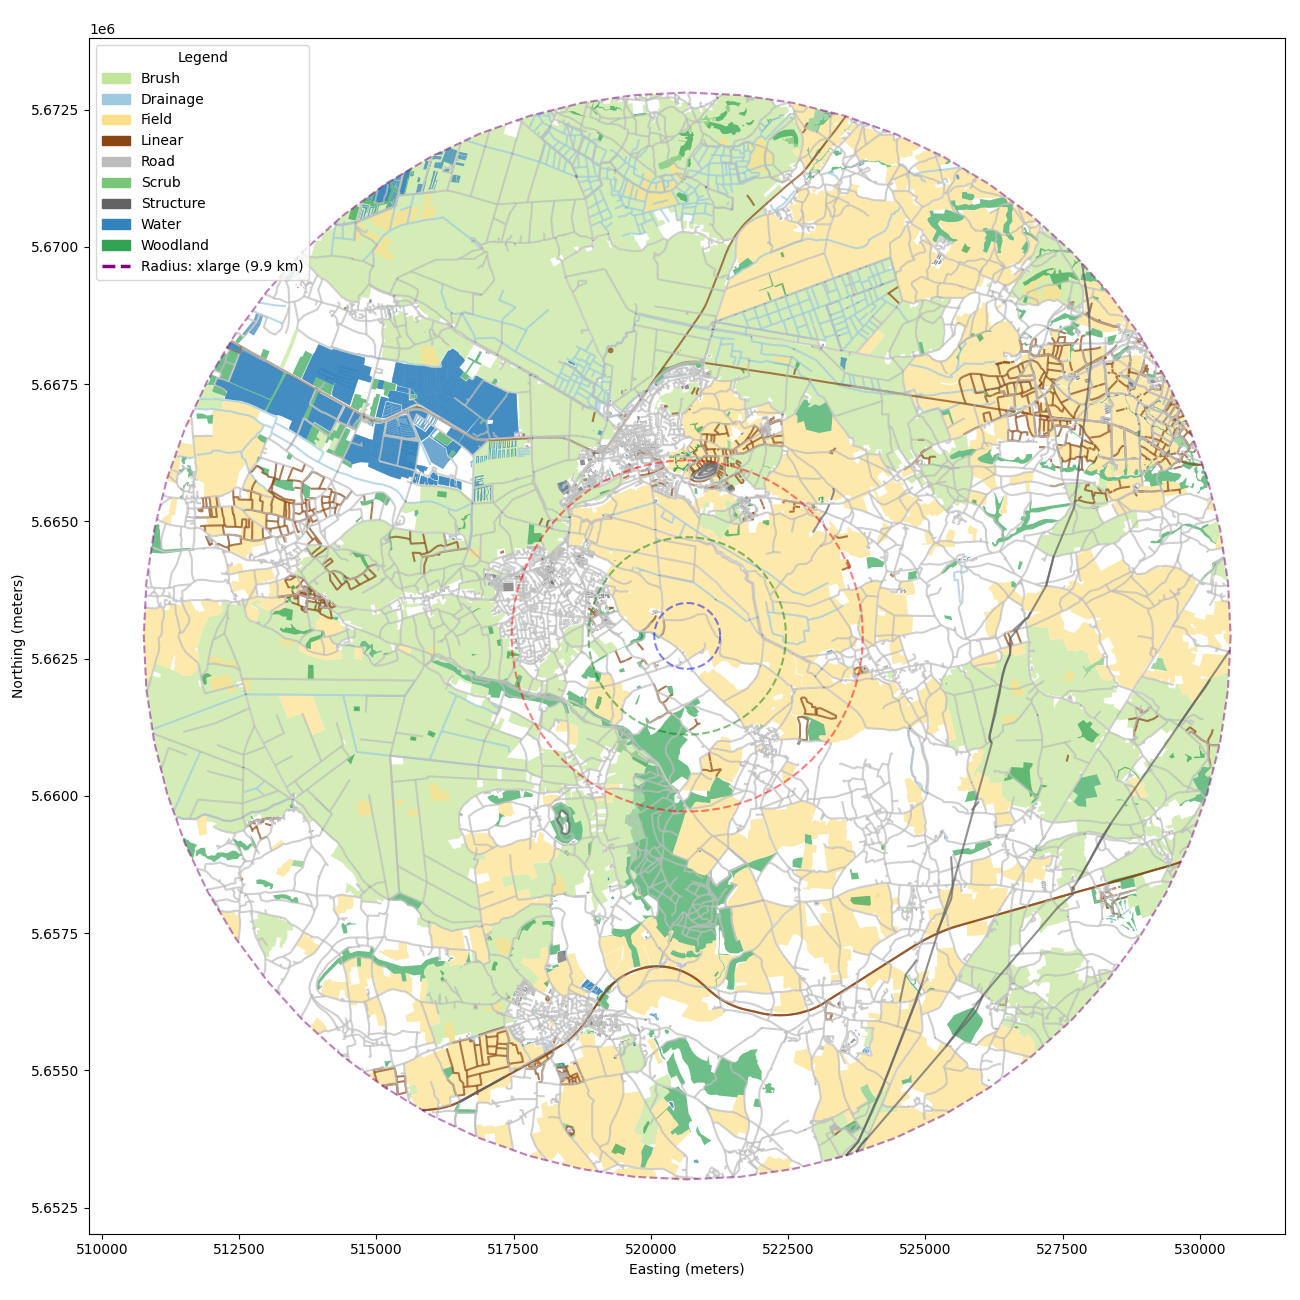 1e6
Legend
Brush
Drainage
Field
Linear
Road
Scrub
Structure
Water
Woodland
Radius: xlarge (9.9 km)
5.6725
5.6700
5.6675
5.6650
5.6625
5.6600
5.6575
5.6550
5.6525
Northing (meters)
510000 512500 515000 517500 520000 522500 525000 527500 530000
Easting (meters)